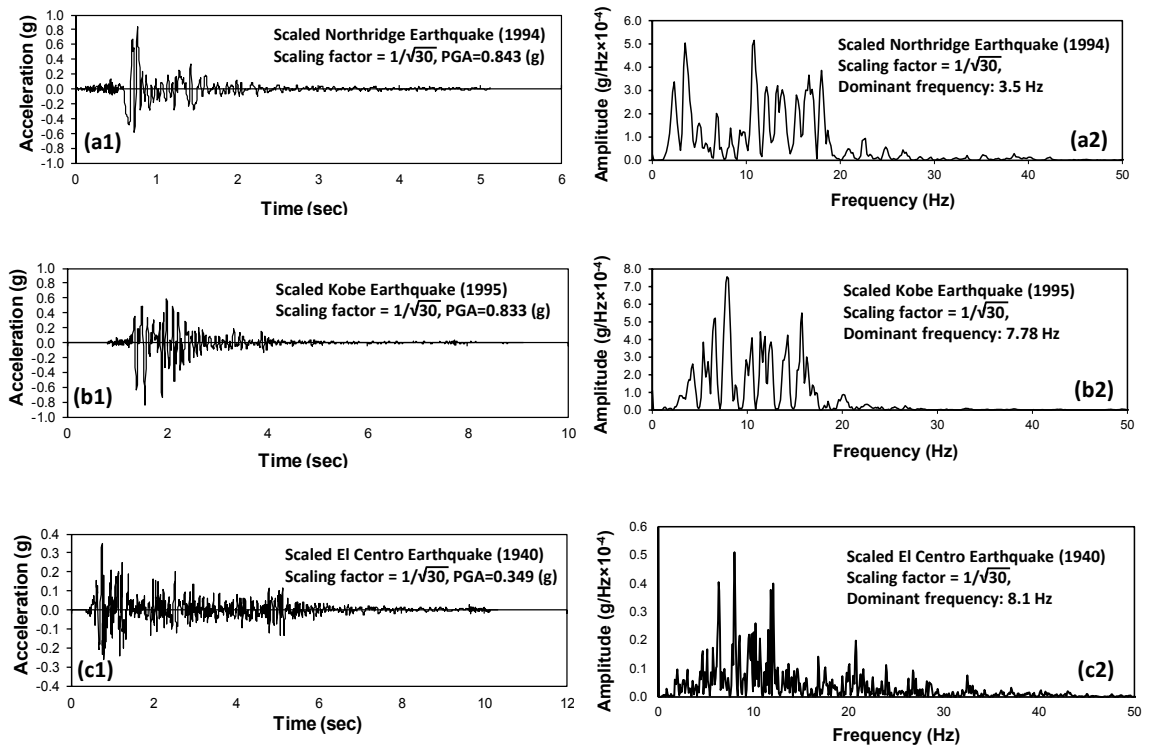 Acceleration (g)
1.0
0.8
0.6
0.4
0.2
0.0
-0.2
-0.4
-0.6
-0.8
-1.0
Scaled Northridge Earthquake (1994)
Scaling factor = 1/√30, PGA=0.843 (g)
(a1)
0 1 2 3 4 5 6
Time (sec)
Amplitude (g/Hz×10⁻⁴)
6.0
5.0
4.0
3.0
2.0
1.0
0.0
Scaled Northridge Earthquake (1994)
Scaling factor = 1/√30,
Dominant frequency: 3.5 Hz
(a2)
0 10 20 30 40 50
Frequency (Hz)
Acceleration (g)
1.0
0.8
0.6
0.4
0.2
0.0
-0.2
-0.4
-0.6
-0.8
-1.0
Scaled Kobe Earthquake (1995)
Scaling factor = 1/√30, PGA=0.833 (g)
(b1)
0 2 4 6 8 10
Time (sec)
Amplitude (g/Hz×10⁻⁴)
8.0
7.0
6.0
5.0
4.0
3.0
2.0
1.0
0.0
Scaled Kobe Earthquake (1995)
Scaling factor = 1/√30,
Dominant frequency: 7.78 Hz
(b2)
0 10 20 30 40 50
Frequency (Hz)
Acceleration (g)
0.4
0.3
0.2
0.1
0.0
-0.1
-0.2
-0.3
-0.4
Scaled El Centro Earthquake (1940)
Scaling factor = 1/√30, PGA=0.349 (g)
(c1)
0 2 4 6 8 10 12
Time (sec)
Amplitude (g/Hz×10⁻⁴)
0.6
0.5
0.4
0.3
0.2
0.1
0.0
Scaled El Centro Earthquake (1940)
Scaling factor = 1/√30,
Dominant frequency: 8.1 Hz
(c2)
0 10 20 30 40 50
Frequency (Hz)